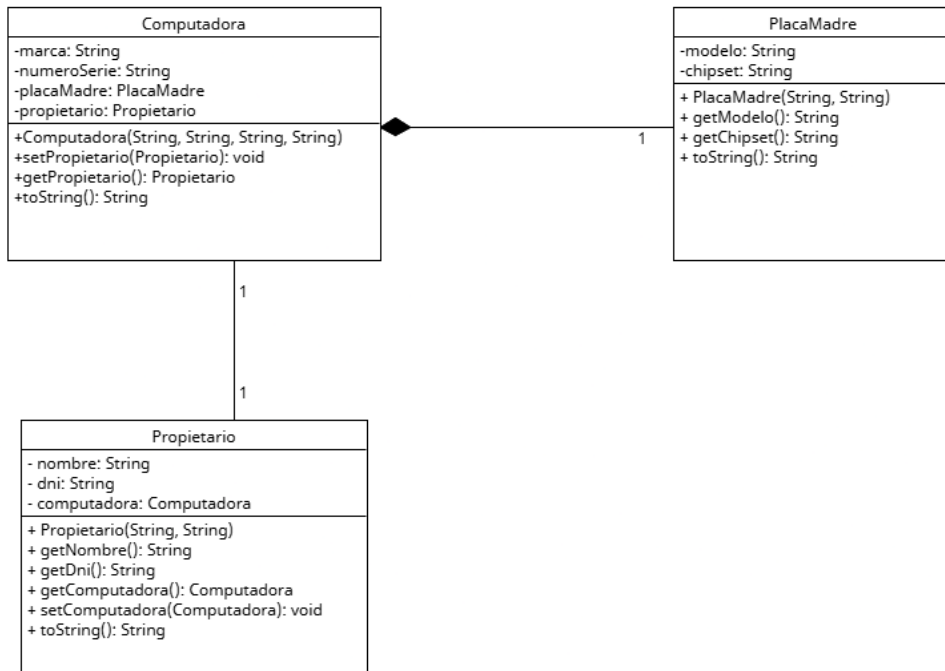 Computadora
-marca: String
-numeroSerie: String
-placaMadre: PlacaMadre
-propietario: Propietario
+Computadora(String, String, String, String)
+setPropietario(Propietario): void
+getPropietario(): Propietario
+toString(): String
PlacaMadre
-modelo: String
-chipset: String
+ PlacaMadre(String, String)
+ getModelo(): String
+ getChipset(): String
+ toString(): String
1
1
1
Propietario
- nombre: String
- dni: String
- computadora: Computadora
+ Propietario(String, String)
+ getNombre(): String
+ getDni(): String
+ getComputadora(): Computadora
+ setComputadora(Computadora): void
+ toString(): String